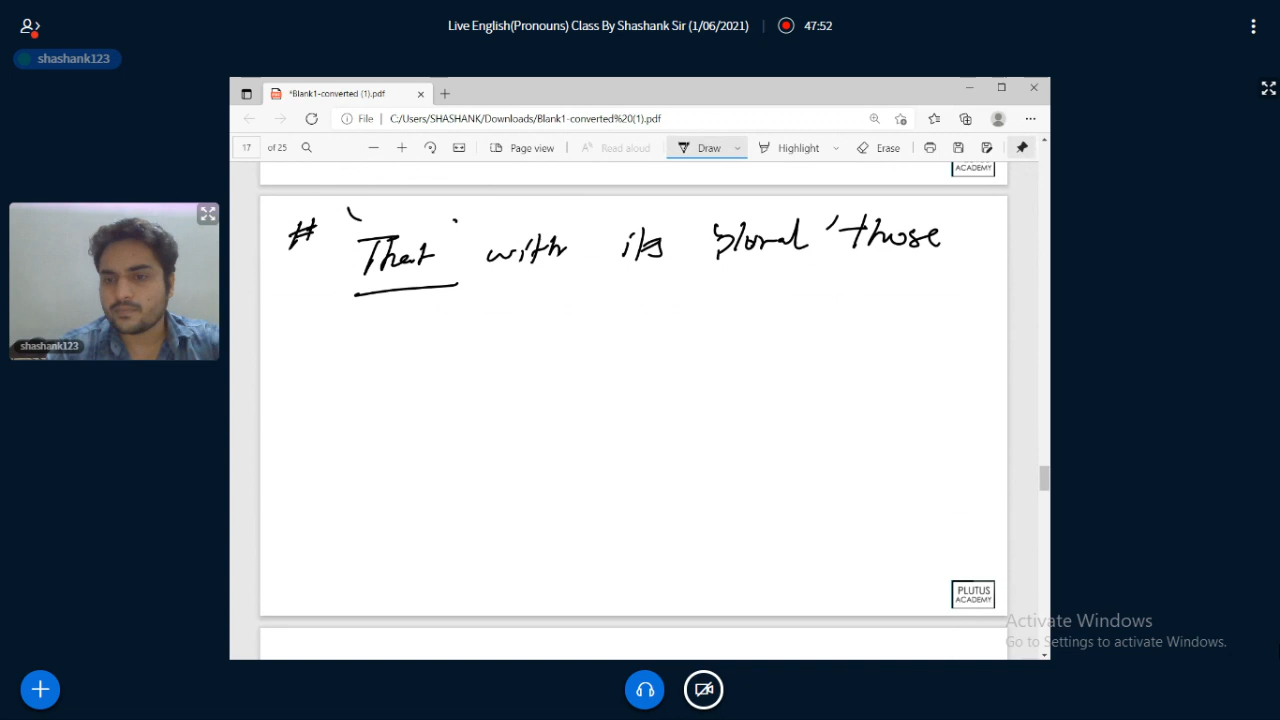 Live English(Pronouns) Class By Shashank Sir (1/06/2021)
47:52
shashank123
*Blank1-converted (1).pdf
File
C:/Users/SHASHANK/Downloads/Blank1-converted%20(1).pdf
17 of 25
Page view
Read aloud
Draw
Highlight
Erase
ACADEMY
# 'That' with its plural 'those
shashank123
PLUTUS
ACADEMY
Activate Windows
Go to Settings to activate Windows.